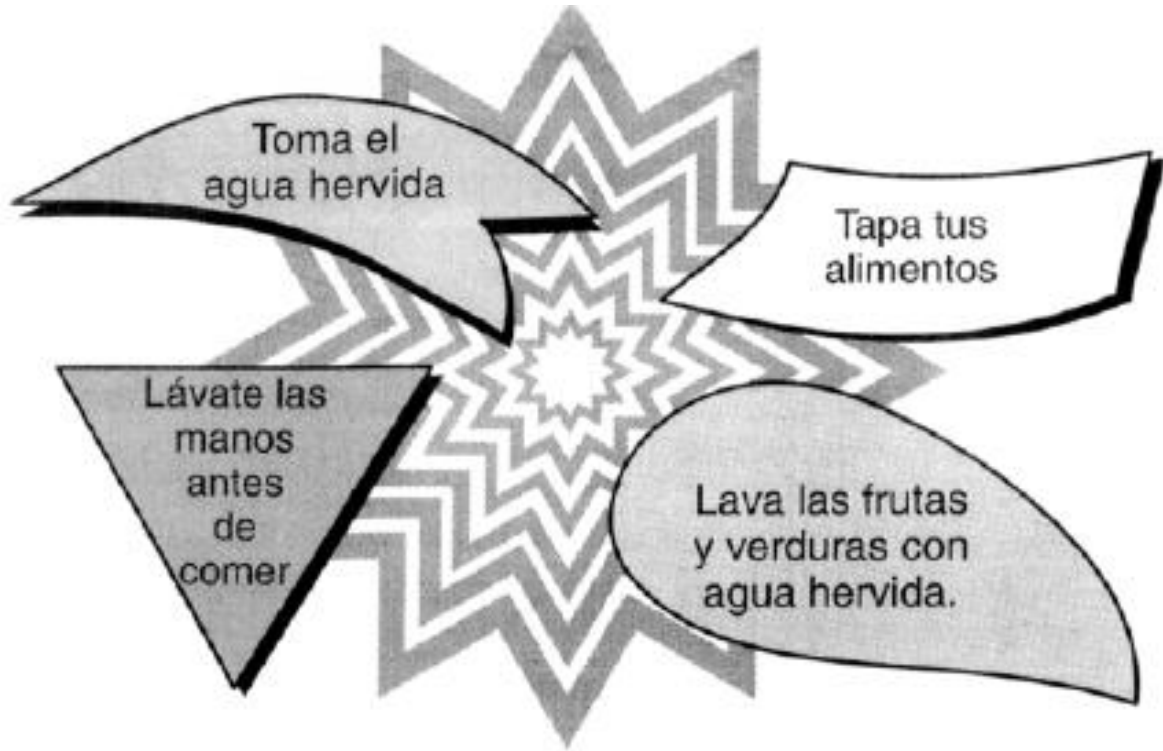 Toma el
agua hervida
Tapa tus
alimentos
Lávate las
manos
antes
de
comer
Lava las frutas
y verduras con
agua hervida.